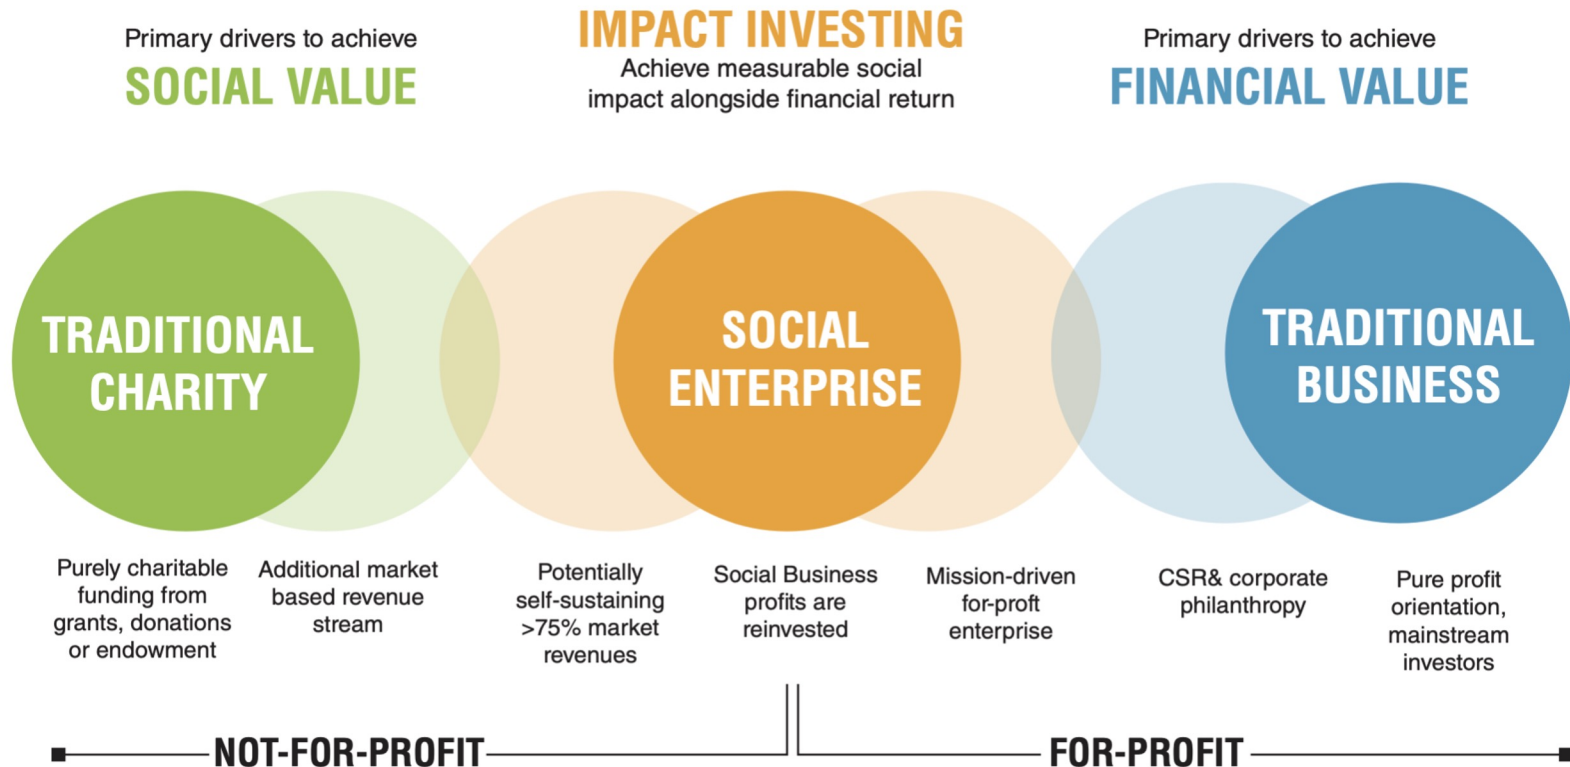 Primary drivers to achieve
SOCIAL VALUE
IMPACT INVESTING
Achieve measurable social
impact alongside financial return
Primary drivers to achieve
FINANCIAL VALUE
TRADITIONAL
CHARITY
SOCIAL
ENTERPRISE
TRADITIONAL
BUSINESS
Purely charitable
funding from
grants, donations
or endowment
Additional market
based revenue
stream
Potentially
self-sustaining
>75% market
revenues
Social Business
profits are
reinvested
Mission-driven
for-proft
enterprise
CSR& corporate
philanthropy
Pure profit
orientation,
mainstream
investors
NOT-FOR-PROFIT
FOR-PROFIT